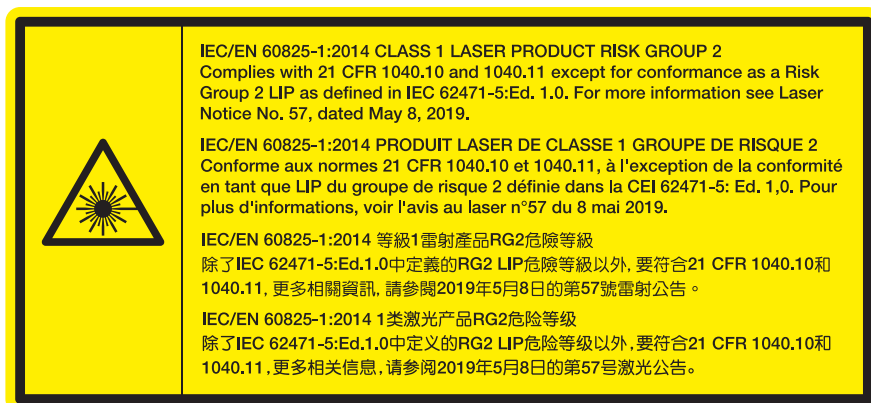 IEC/EN 60825-1:2014 CLASS 1 LASER PRODUCT RISK GROUP 2
Complies with 21 CFR 1040.10 and 1040.11 except for conformance as a Risk
Group 2 LIP as defined in IEC 62471-5:Ed. 1.0. For more information see Laser
Notice No. 57, dated May 8, 2019.
IEC/EN 60825-1:2014 PRODUIT LASER DE CLASSE 1 GROUPE DE RISQUE 2
Conforme aux normes 21 CFR 1040.10 et 1040.11, à l'exception de la conformité
en tant que LIP du groupe de risque 2 définie dans la CEI 62471-5: Ed. 1,0. Pour
plus d'informations, voir l'avis au laser n°57 du 8 mai 2019.
IEC/EN 60825-1:2014 等級1雷射產品RG2危險等級
除了IEC 62471-5:Ed.1.0中定義的RG2 LIP危險等級以外, 要符合21 CFR 1040.10和
1040.11, 更多相關資訊, 請參閱2019年5月8日的第57號雷射公告。
IEC/EN 60825-1:2014 1类激光产品RG2危险等级
除了IEC 62471-5:Ed.1.0中定义的RG2 LIP危险等级以外, 要符合21 CFR 1040.10和
1040.11, 更多相关信息, 请参阅2019年5月8日的第57号激光公告。